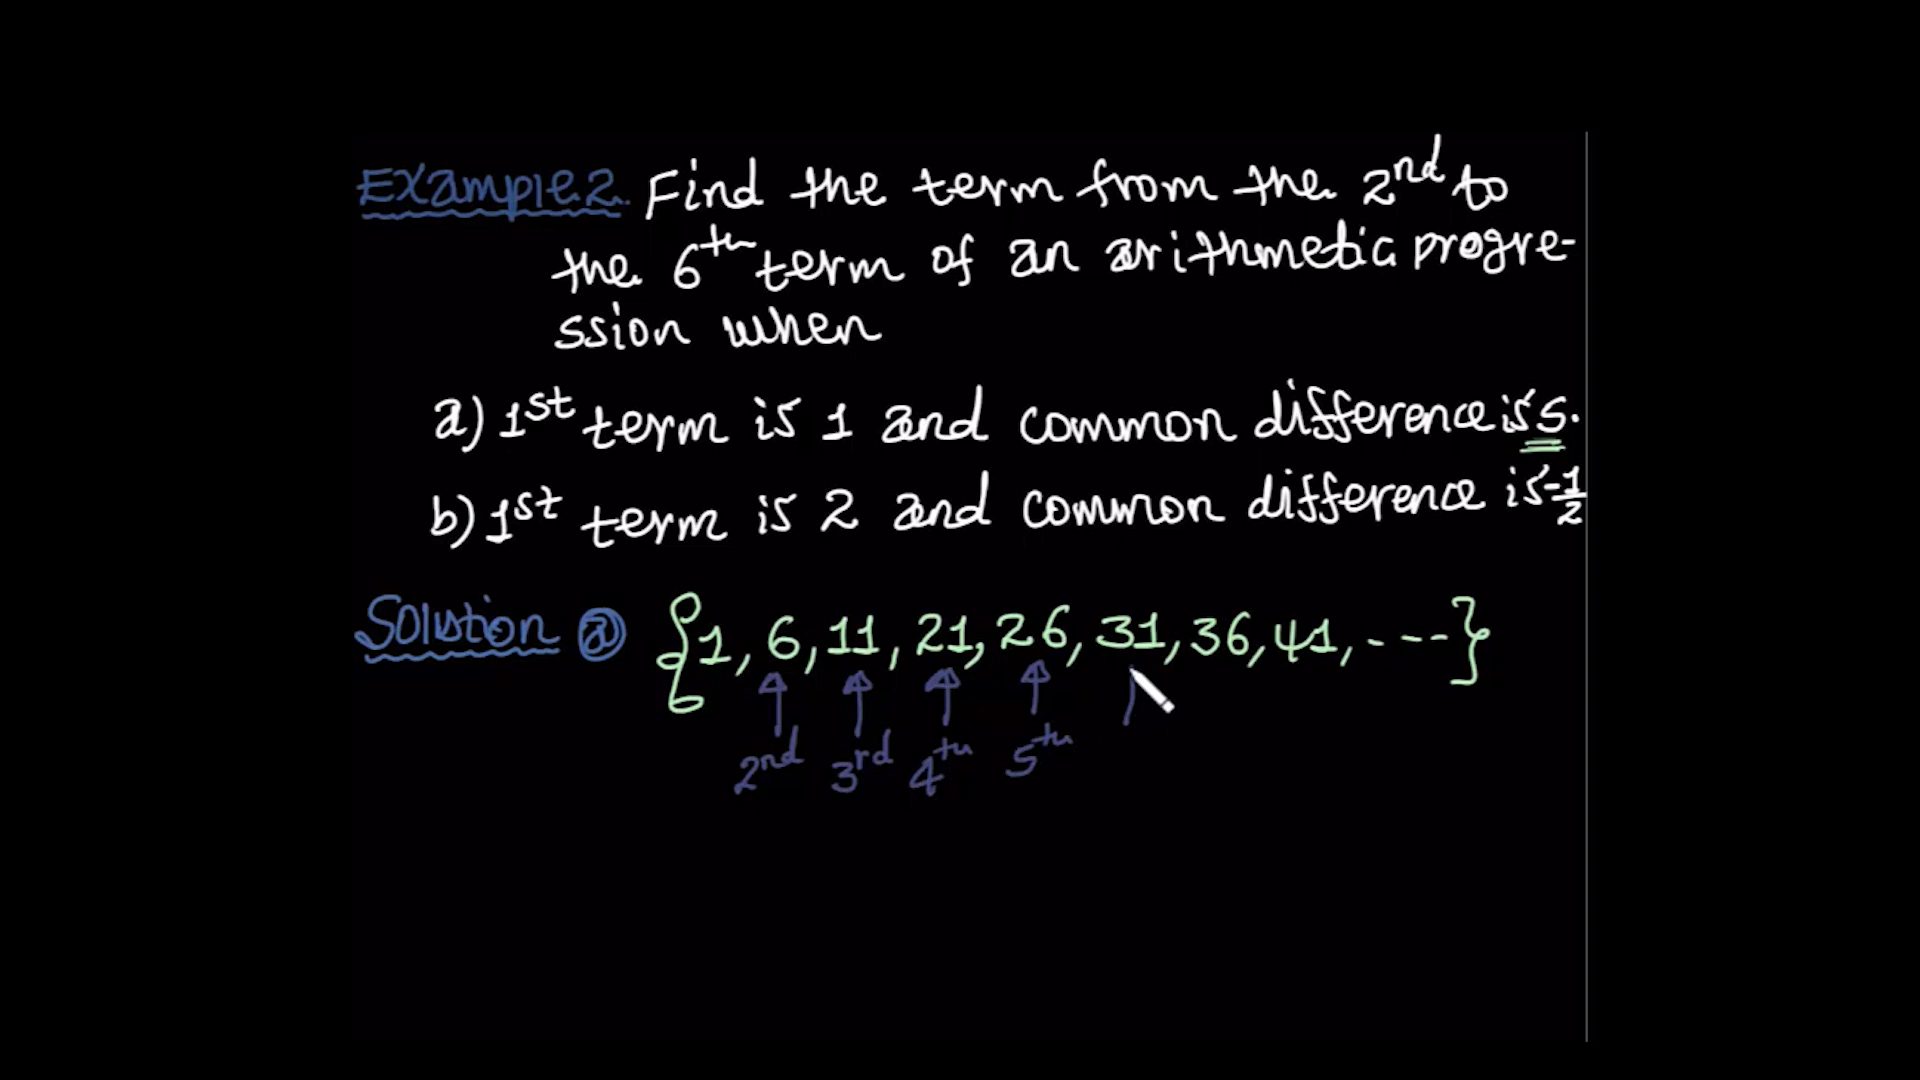 Example 2. Find the term from the 2nd to
the 6th term of an arithmetic progre-
ssion when
a) 1st term is 1 and common difference is 5.
b) 1st term is 2 and common difference is -1/2
Solution ⓐ {1, 6, 11, 21, 26, 31, 36, 41, - - - -}
2nd 3rd 4th 5th